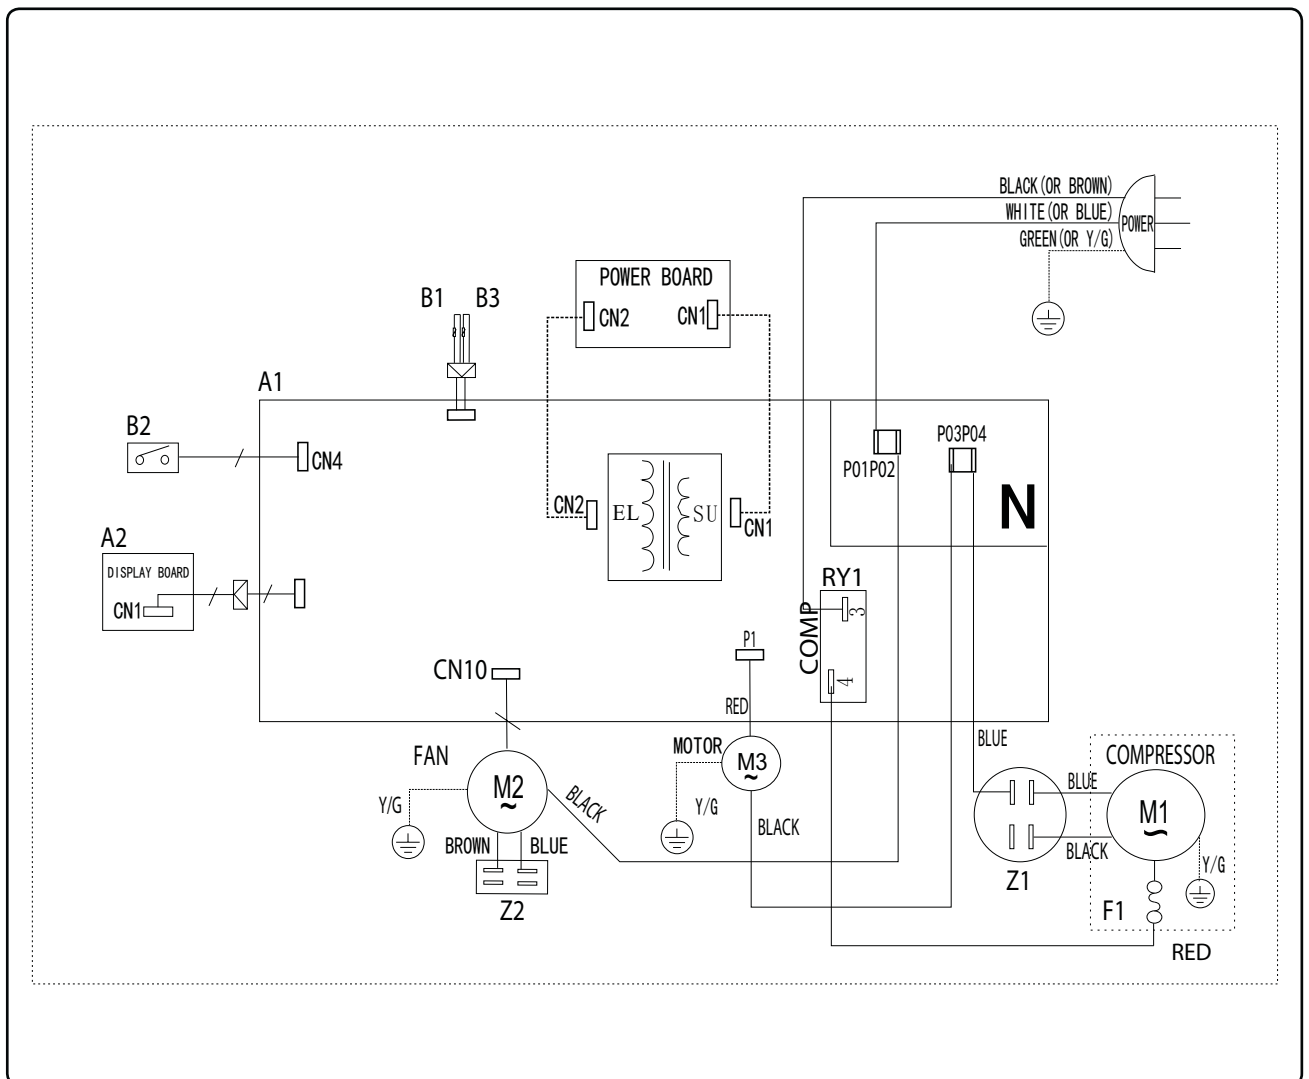 BLACK(OR BROWN)
WHITE(OR BLUE)
GREEN(OR Y/G)
POWER
POWER BOARD
CN2
CN1
B1
B3
A1
B2
CN4
P03P04
P01P02
N
CN2
EL
SU
CN1
A2
DISPLAY BOARD
CN1
RY1
COMP
3
4
P1
CN10
RED
FAN
M2
~
Y/G
BLACK
BROWN
BLUE
Z2
MOTOR
M3
~
Y/G
BLACK
BLUE
COMPRESSOR
BLUE
M1
~
BLACK
Z1
Y/G
F1
RED